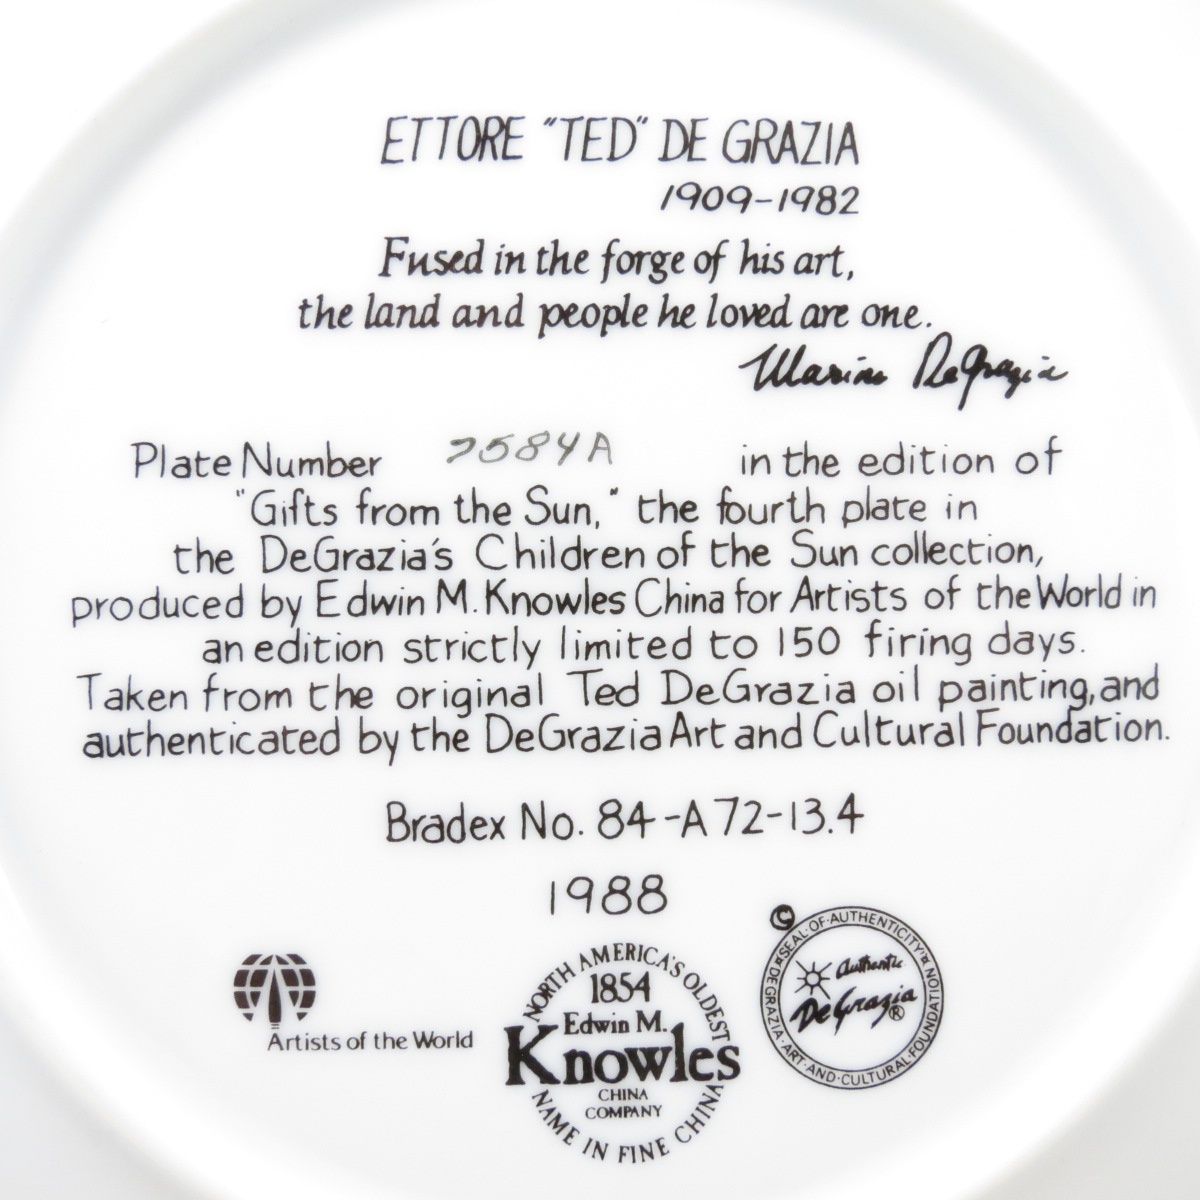 ETTORE "TED" DE GRAZIA
1909-1982
Fused in the forge of his art,
the land and people he loved are one.
Marion DeGrazia
Plate Number 7584A in the edition of
"Gifts from the Sun," the fourth plate in
the DeGrazia's Children of the Sun collection,
produced by Edwin M. Knowles China for Artists of the World in
an edition strictly limited to 150 firing days.
Taken from the original Ted DeGrazia oil painting, and
authenticated by the DeGrazia Art and Cultural Foundation.
Bradex No. 84-A72-13.4
1988
Artists of the World
NORTH AMERICA'S OLDEST
1854
Edwin M.
Knowles
CHINA
COMPANY
NAME IN FINE CHINA
©
SEAL·OF·AUTHENTICITY
DEGRAZIA·ART·AND·CULTURAL·FOUNDATION
Authentic
DeGrazia®